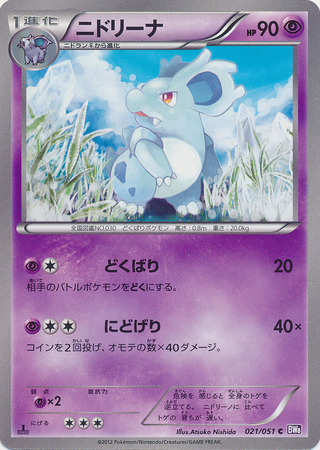 1進化 ニドリーナ HP90
ニドラン♀から進化
全国図鑑NO.030 どくばりポケモン 高さ:0.8m 重さ:20.0kg
どくばり 20
相手のバトルポケモンをどくにする。
にどげり 40×
コインを2回投げ、オモテの数×40ダメージ。
弱点 抵抗力
×2
にげる
危険を感じると 全身のトゲを
逆立てる。ニドリーノに 比べて
トゲの 育ちが 遅い。
Illus.Atsuko Nishida 021/051 C BW8
©2012 Pokémon/Nintendo/Creatures/GAME FREAK.